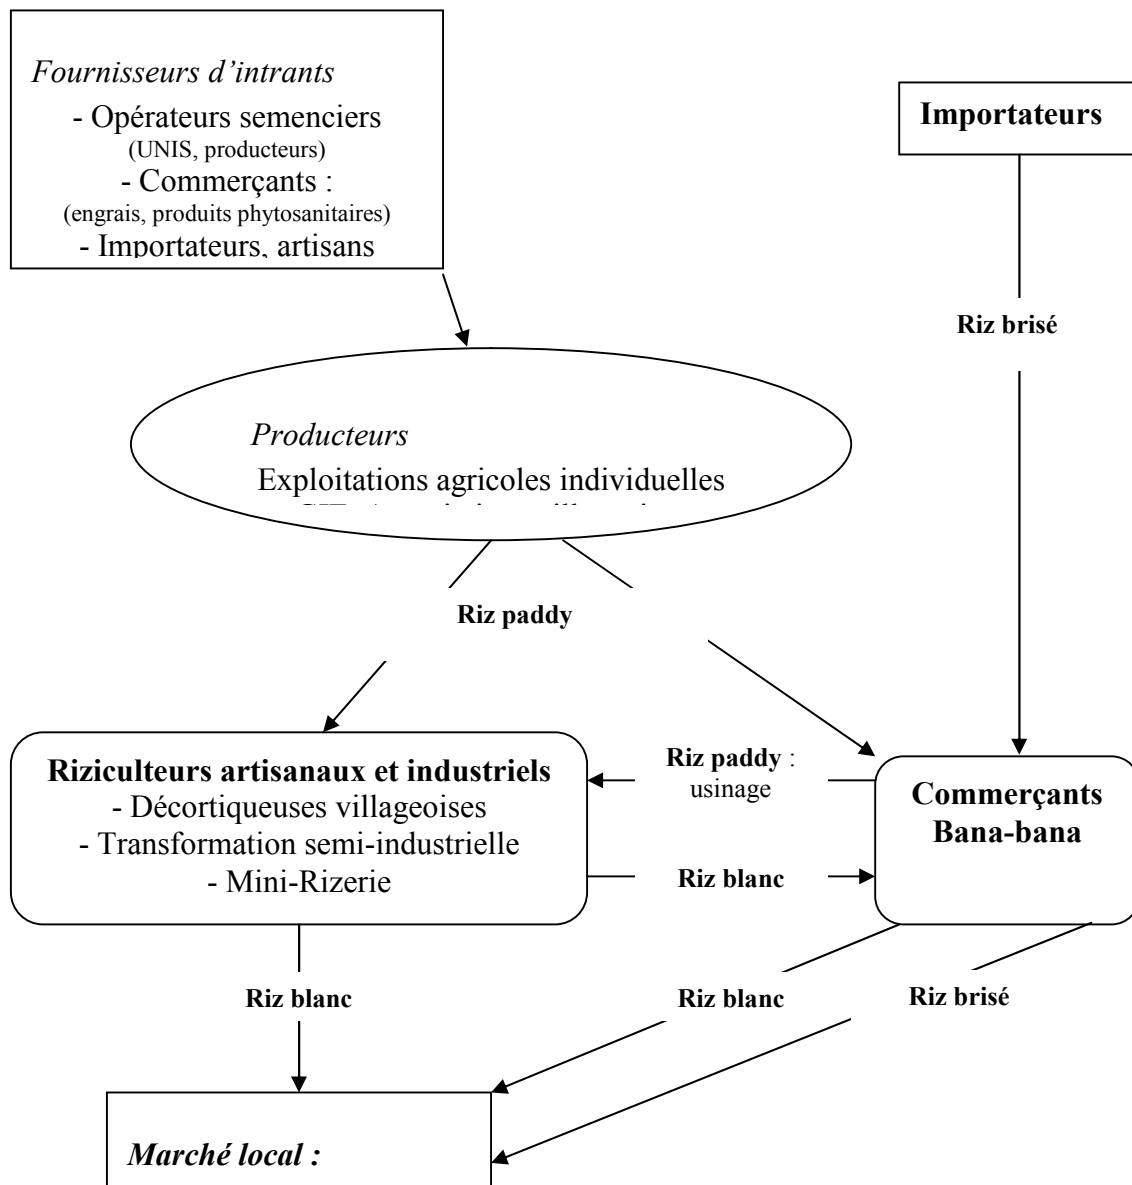 Fournisseurs d’intrants
- Opérateurs semenciers
(UNIS, producteurs)
- Commerçants :
(engrais, produits phytosanitaires)
- Importateurs, artisans
Importateurs
Riz brisé
Producteurs
Exploitations agricoles individuelles
Riz paddy
Riziculteurs artisanaux et industriels
- Décortiqueuses villageoises
- Transformation semi-industrielle
- Mini-Rizerie
Riz paddy :
usinage
Riz blanc
Commerçants
Bana-bana
Riz blanc
Riz blanc
Riz brisé
Marché local :